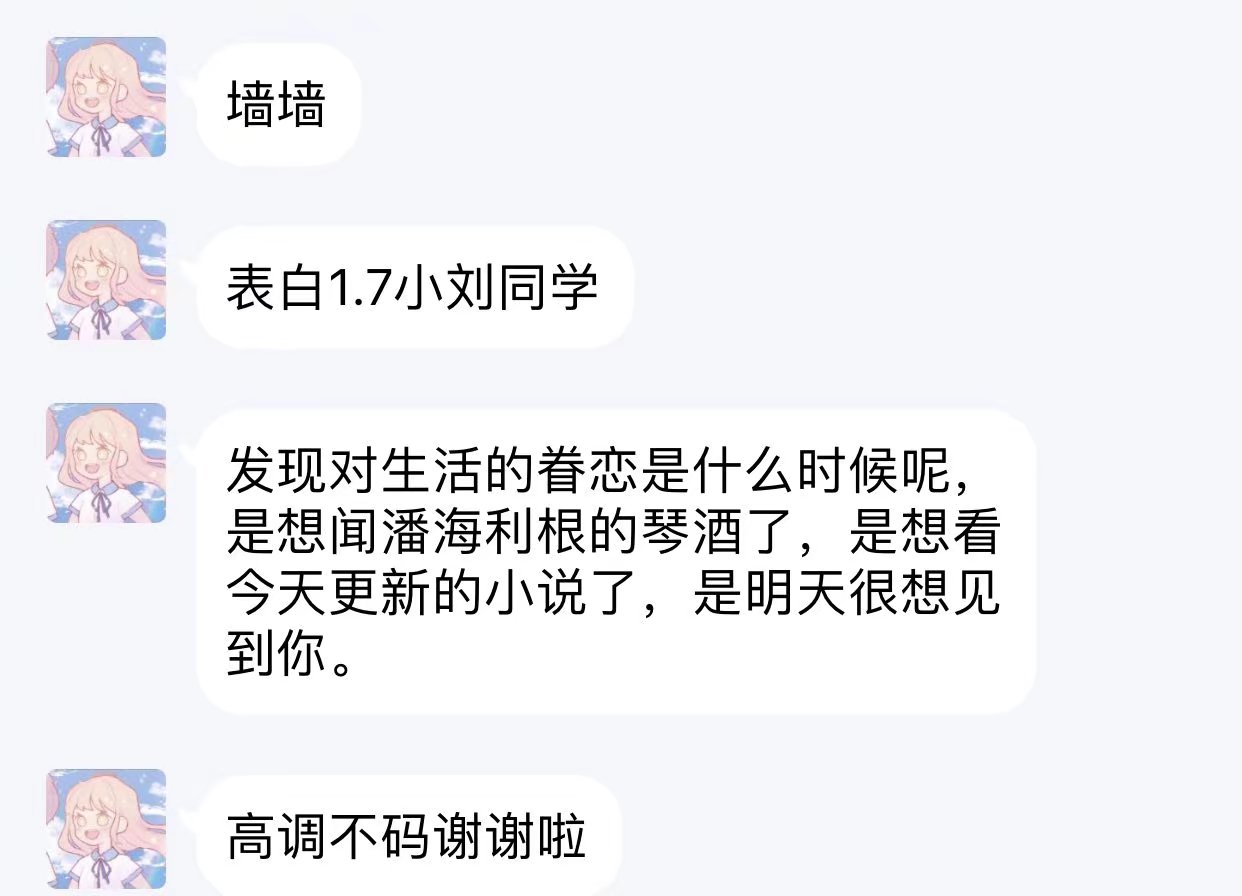 墙墙
表白1.7小刘同学
发现对生活的眷恋是什么时候呢，
是想闻潘海利根的琴酒了，是想看
今天更新的小说了，是明天很想见
到你。
高调不码谢谢啦